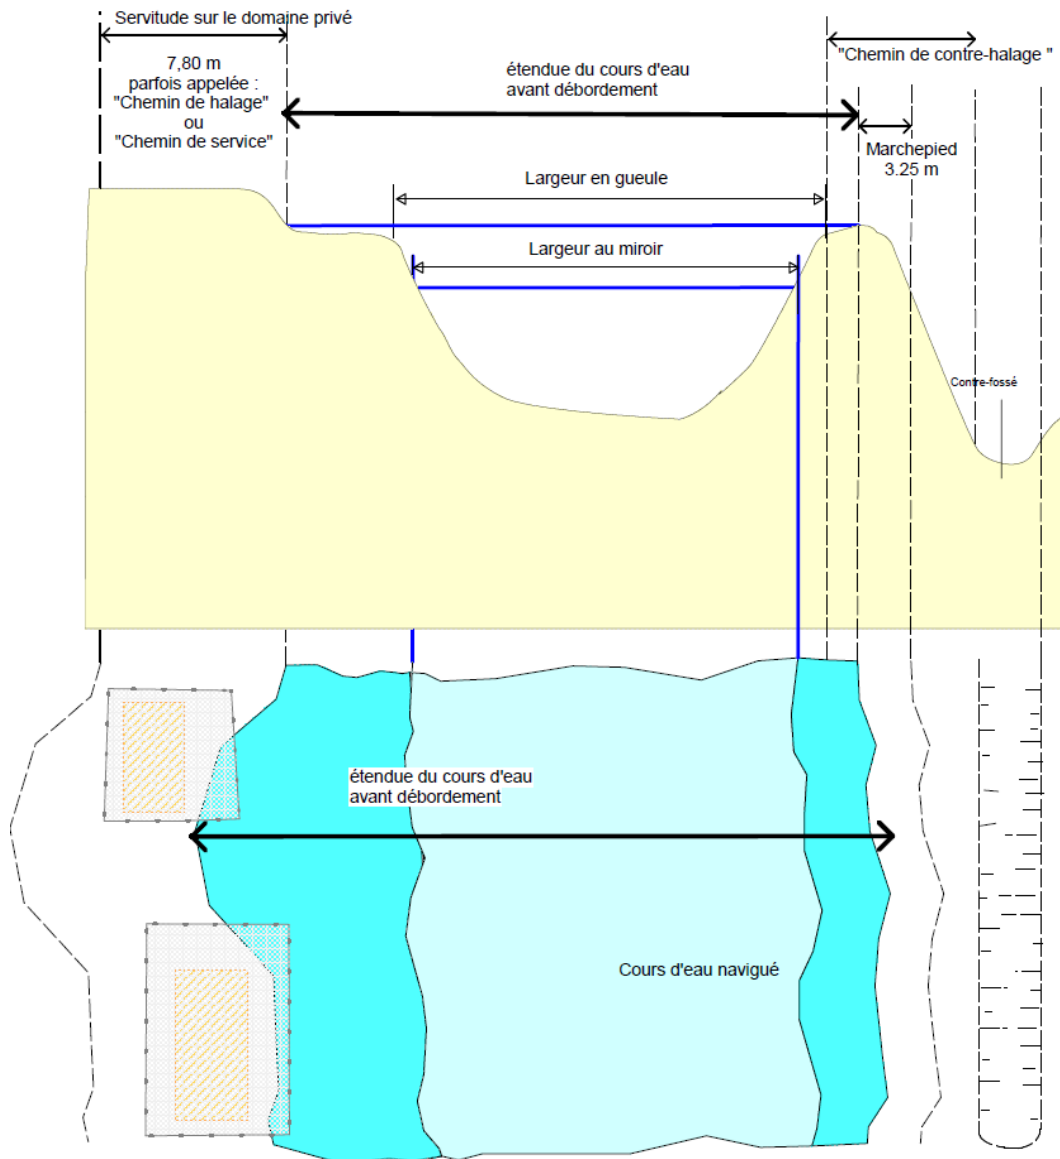 Servitude sur le domaine privé
7,80 m
parfois appelée :
"Chemin de halage"
ou
"Chemin de service"
étendue du cours d'eau
avant débordement
"Chemin de contre-halage "
Marchepied
3.25 m
Largeur en gueule
Largeur au miroir
Contre-fossé
étendue du cours d'eau
avant débordement
Cours d'eau navigué